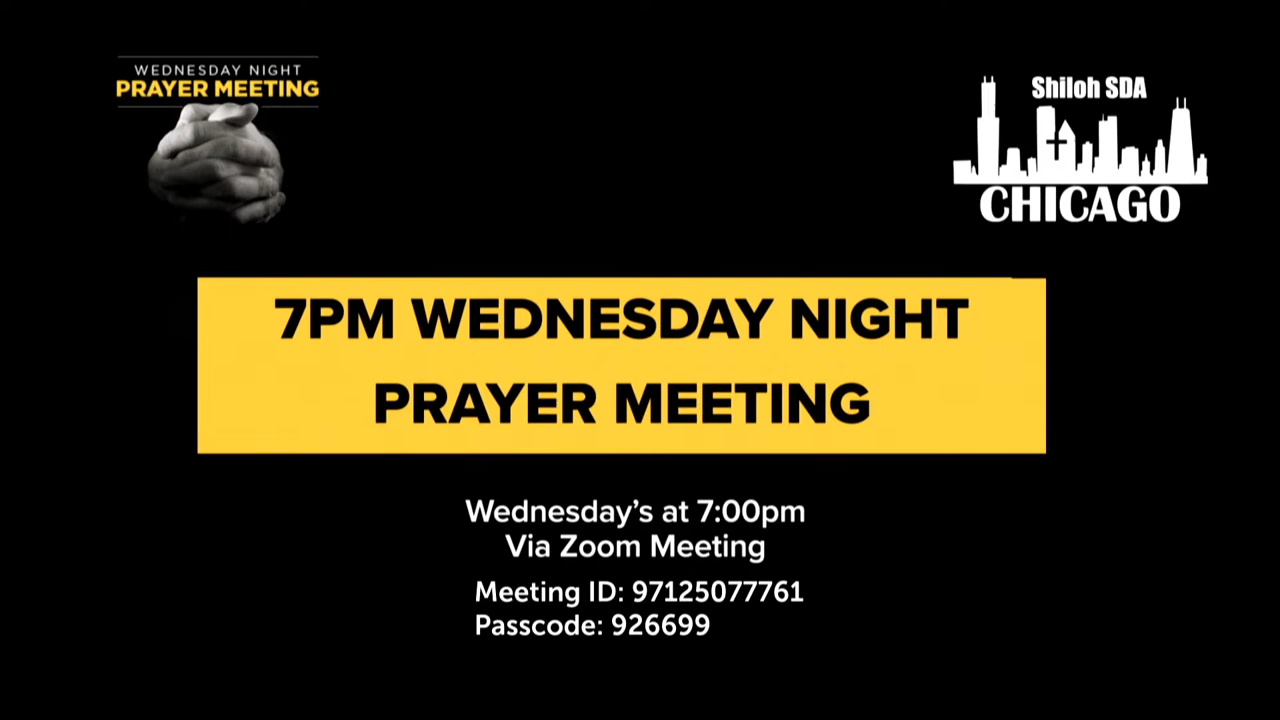 WEDNESDAY NIGHT
PRAYER MEETING
Shiloh SDA
CHICAGO
7PM WEDNESDAY NIGHT
PRAYER MEETING
Wednesday’s at 7:00pm
Via Zoom Meeting
Meeting ID: 97125077761
Passcode: 926699